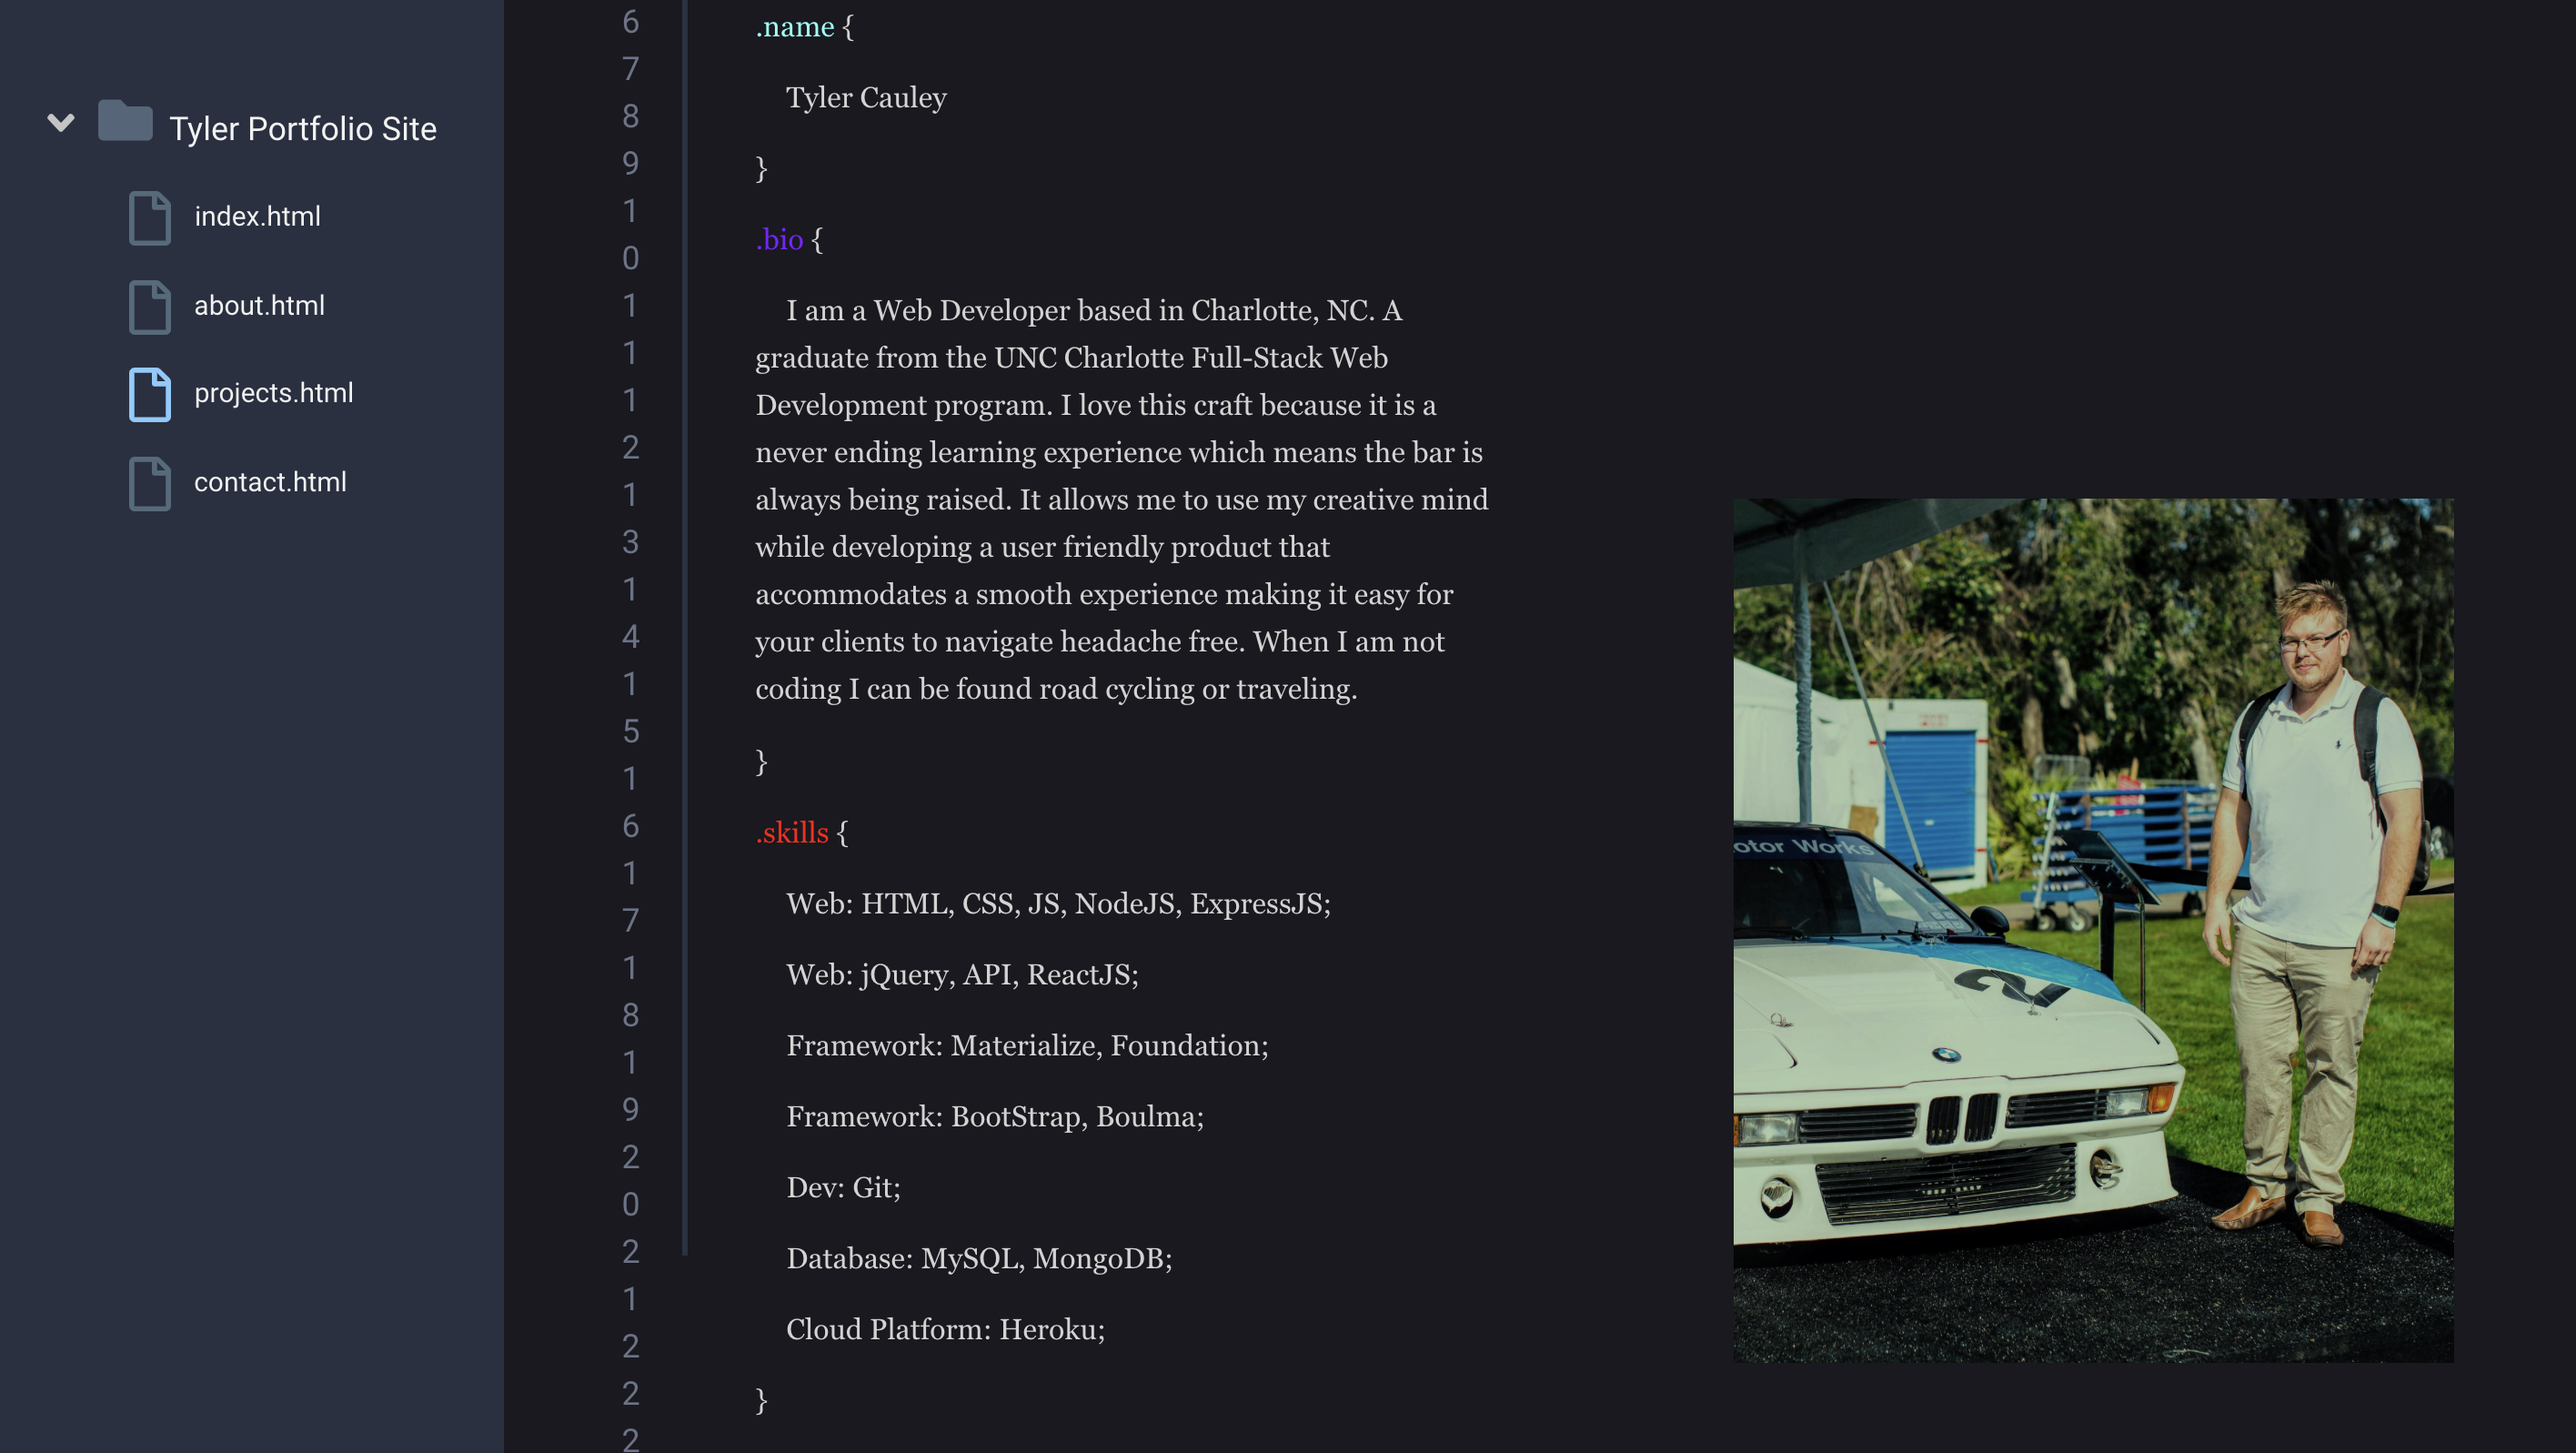 Tyler Portfolio Site
index.html
about.html
projects.html
contact.html
6
7
8
9
1
0
1
1
1
2
1
3
1
4
1
5
1
6
1
7
1
8
1
9
2
0
2
1
2
2
2
.name {
Tyler Cauley
}
.bio {
I am a Web Developer based in Charlotte, NC. A
graduate from the UNC Charlotte Full-Stack Web
Development program. I love this craft because it is a
never ending learning experience which means the bar is
always being raised. It allows me to use my creative mind
while developing a user friendly product that
accommodates a smooth experience making it easy for
your clients to navigate headache free. When I am not
coding I can be found road cycling or traveling.
}
.skills {
Web: HTML, CSS, JS, NodeJS, ExpressJS;
Web: jQuery, API, ReactJS;
Framework: Materialize, Foundation;
Framework: BootStrap, Boulma;
Dev: Git;
Database: MySQL, MongoDB;
Cloud Platform: Heroku;
}
otor Works
2